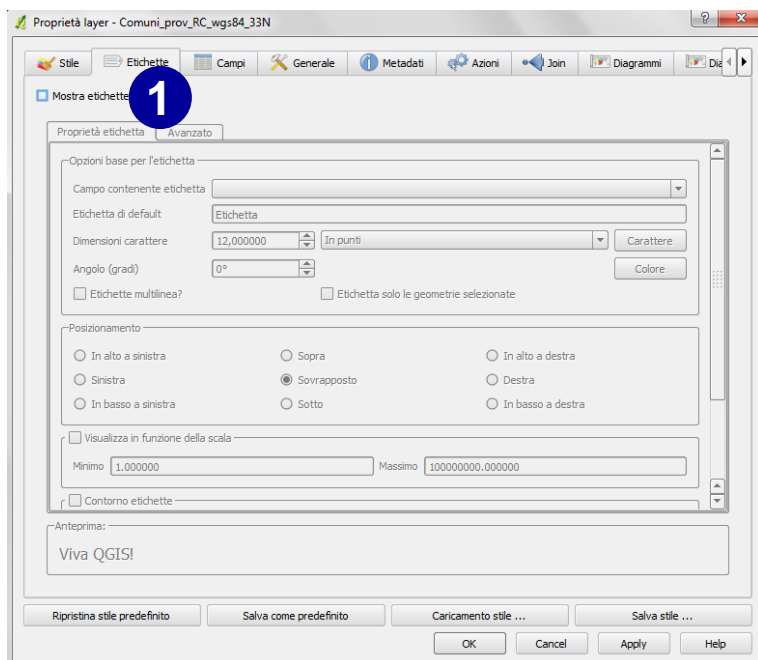 Proprietà layer - Comuni_prov_RC_wgs84_33N
Stile Etichette Campi Generale Metadati Azioni Join Diagrammi Dia
Mostra etichette
1
Proprietà etichetta Avanzato
Opzioni base per l'etichetta
Campo contenente etichetta
Etichetta di default Etichetta
Dimensioni carattere 12,000000 In punti Carattere
Angolo (gradi) 0° Colore
Etichette multilinea? Etichetta solo le geometrie selezionate
Posizionamento
In alto a sinistra Sopra In alto a destra
Sinistra Sovrapposto Destra
In basso a sinistra Sotto In basso a destra
Visualizza in funzione della scala
Minimo 1.000000 Massimo 100000000.000000
Contorno etichette
Anteprima:
Viva QGIS!
Ripristina stile predefinito Salva come predefinito Caricamento stile ... Salva stile ...
OK Cancel Apply Help